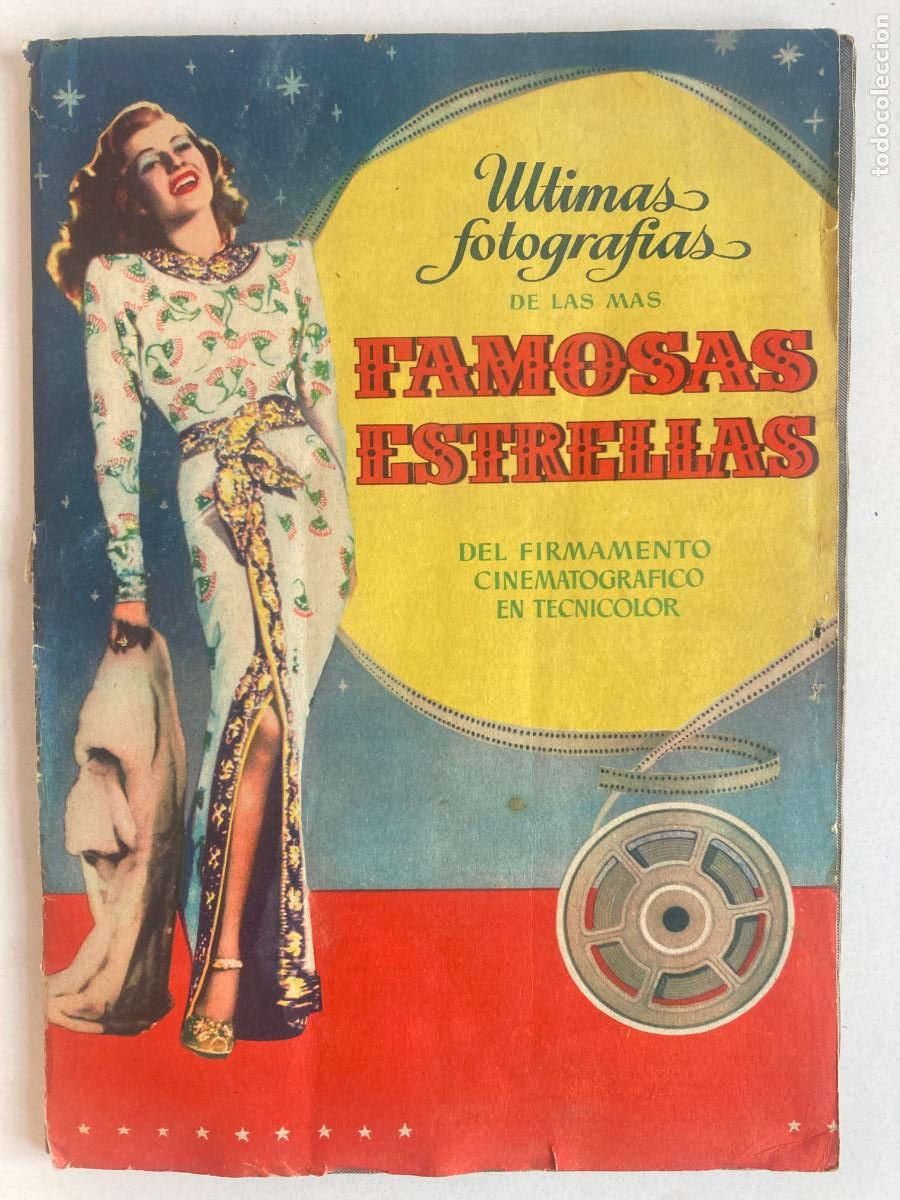 Ultimas
fotografias
DE LAS MAS
FAMOSAS
ESTRELLAS
DEL FIRMAMENTO
CINEMATOGRAFICO
EN TECNICOLOR
todocoleccion